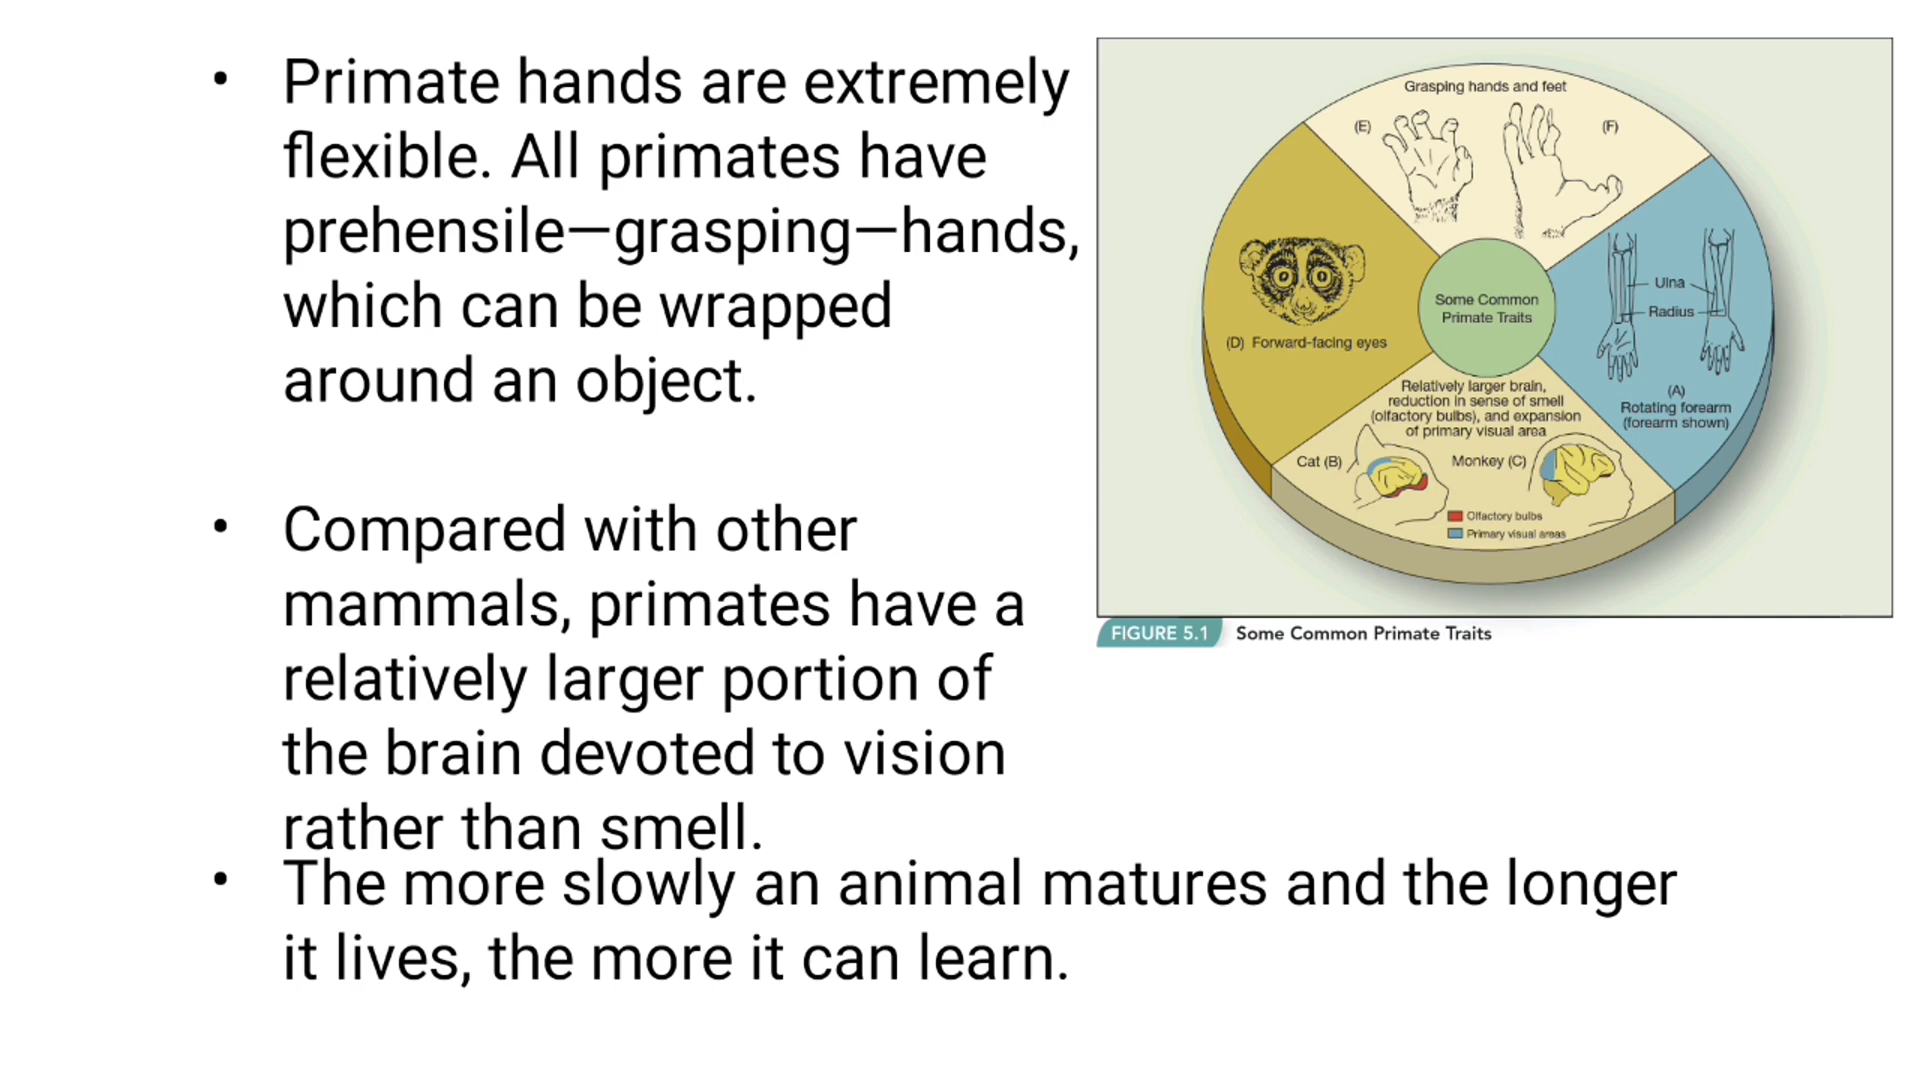 • Primate hands are extremely
flexible. All primates have
prehensile—grasping—hands,
which can be wrapped
around an object.
• Compared with other
mammals, primates have a
relatively larger portion of
the brain devoted to vision
rather than smell.
• The more slowly an animal matures and the longer
it lives, the more it can learn.
Grasping hands and feet
(E)
(F)
(D) Forward-facing eyes
Some Common
Primate Traits
Ulna
Radius
(A)
Rotating forearm
(forearm shown)
Relatively larger brain,
reduction in sense of smell
(olfactory bulbs), and expansion
of primary visual area
Cat (B)
Monkey (C)
Olfactory bulbs
Primary visual areas
FIGURE 5.1 Some Common Primate Traits